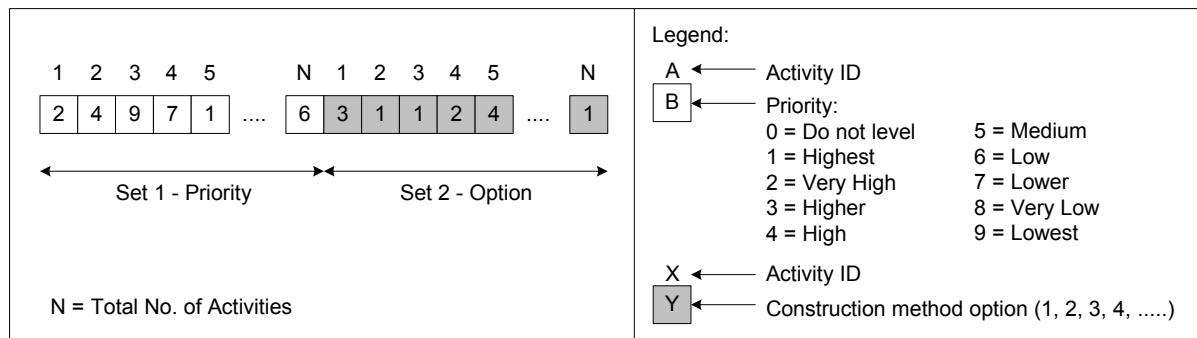 1 2 3 4 5 N 1 2 3 4 5 N
2 4 9 7 1 .... 6 3 1 1 2 4 .... 1
Set 1 - Priority Set 2 - Option
N = Total No. of Activities
Legend:
A Activity ID
B Priority:
0 = Do not level 5 = Medium
1 = Highest 6 = Low
2 = Very High 7 = Lower
3 = Higher 8 = Very Low
4 = High 9 = Lowest
X Activity ID
Y Construction method option (1, 2, 3, 4, .....)